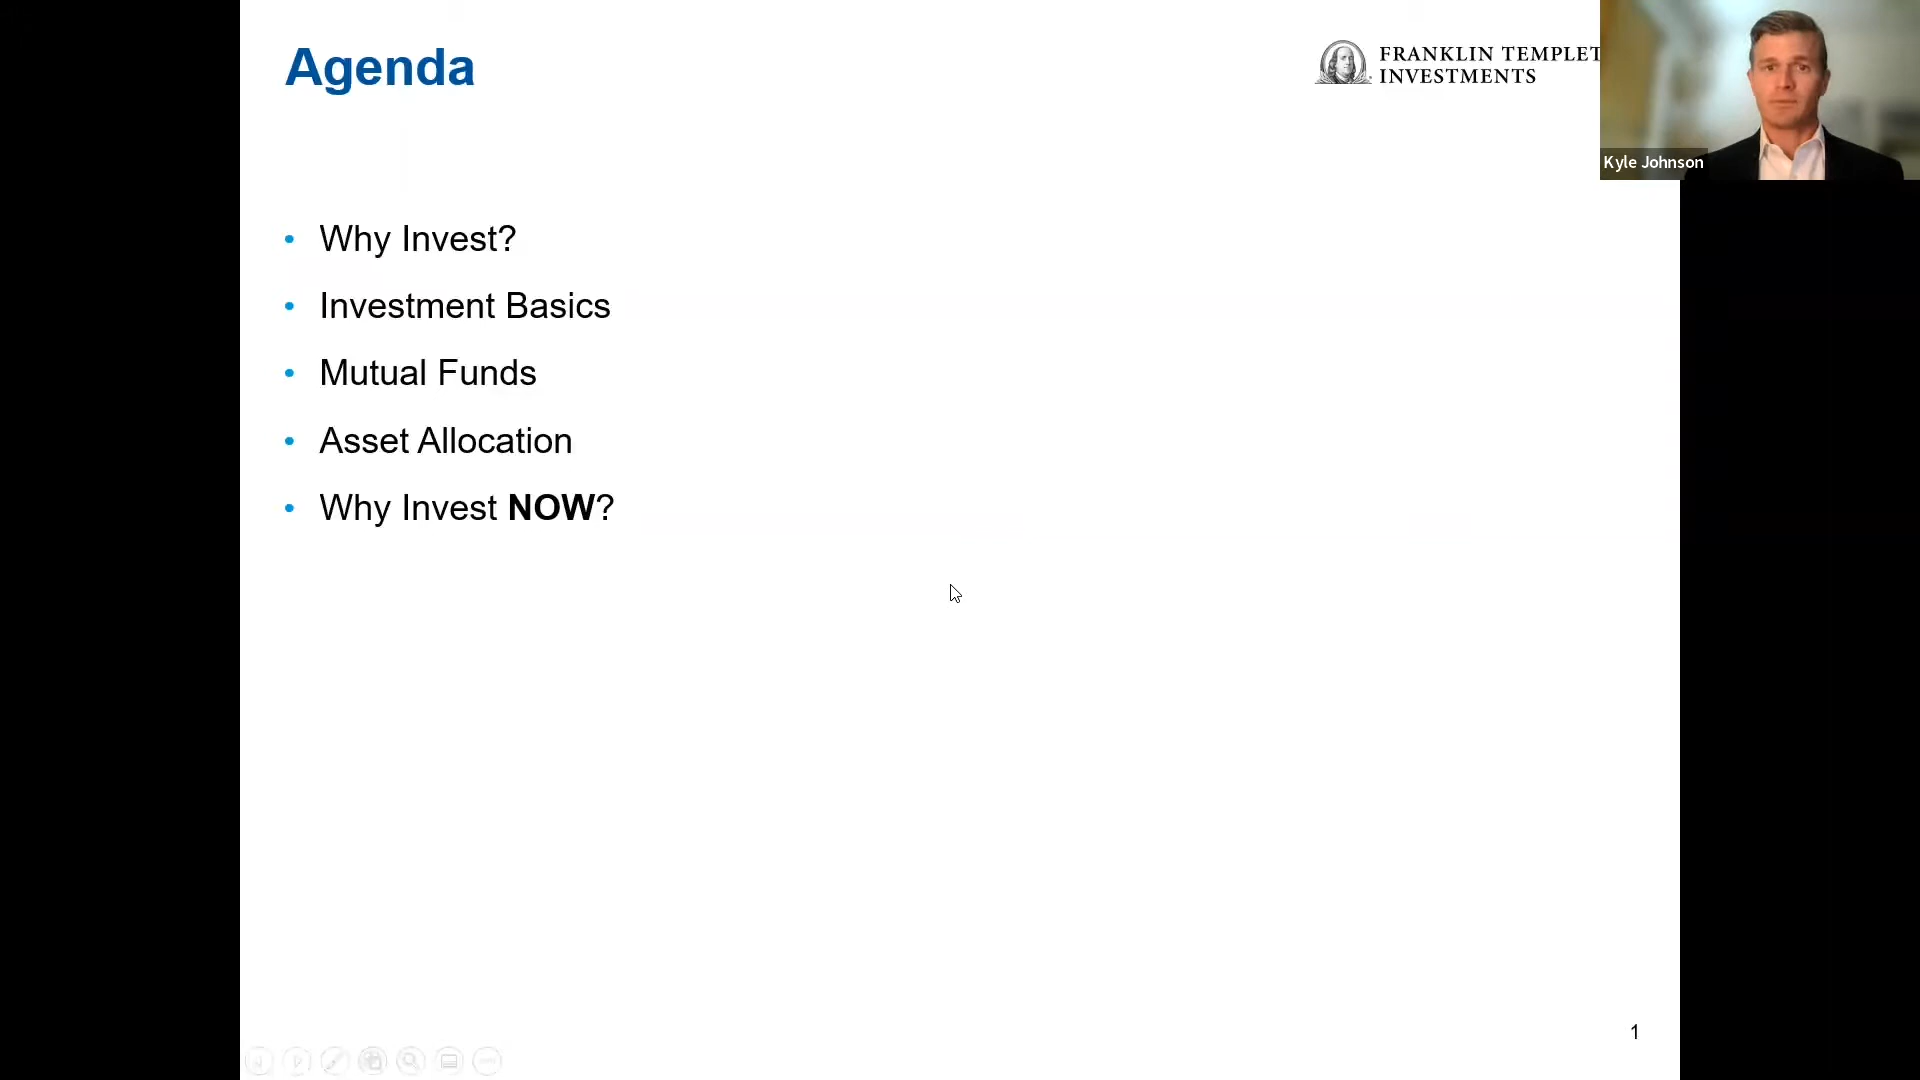 Agenda
FRANKLIN TEMPLET
INVESTMENTS
Kyle Johnson
• Why Invest?
• Investment Basics
• Mutual Funds
• Asset Allocation
• Why Invest NOW?
1